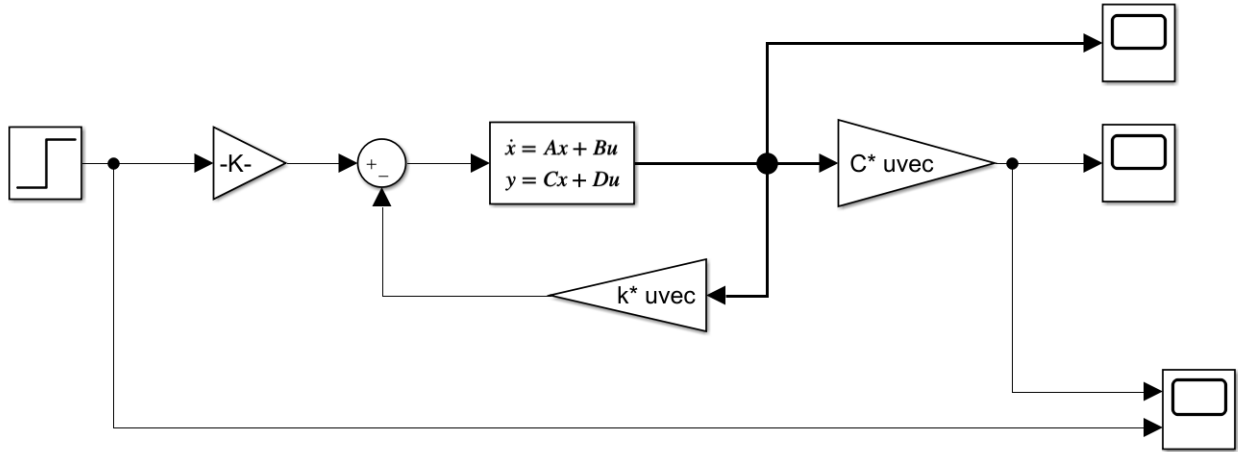 -K-
+
−
ẋ = Ax + Bu
y = Cx + Du
C* uvec
k* uvec